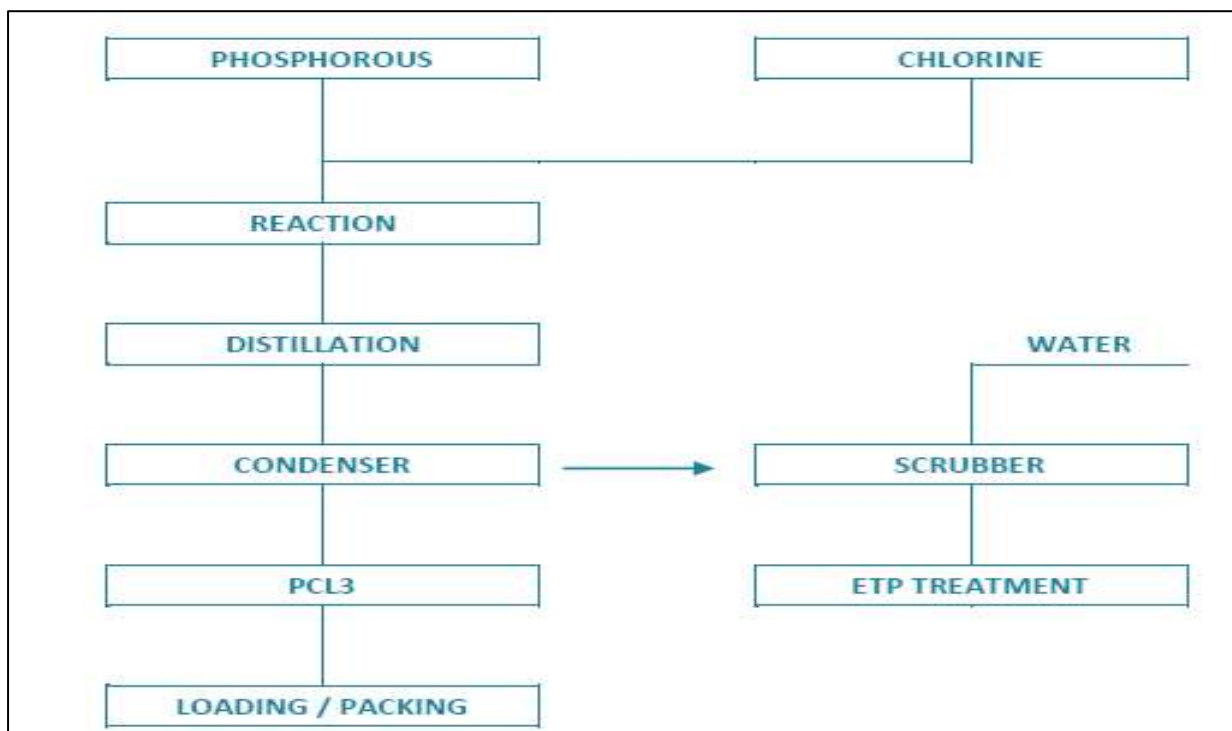 PHOSPHOROUS
CHLORINE
REACTION
DISTILLATION
WATER
CONDENSER
SCRUBBER
PCL3
ETP TREATMENT
LOADING / PACKING